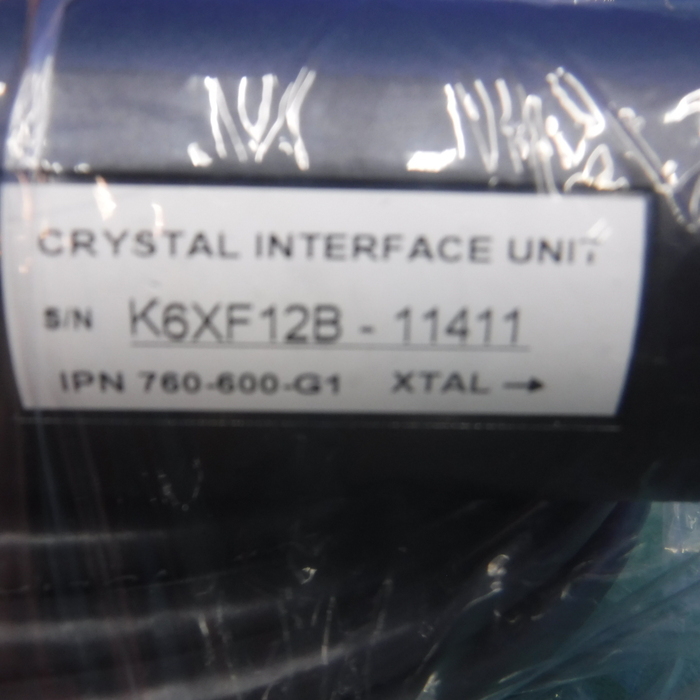 CRYSTAL INTERFACE UNIT
S/N K6XF12B - 11411
IPN 760-600-G1 XTAL →